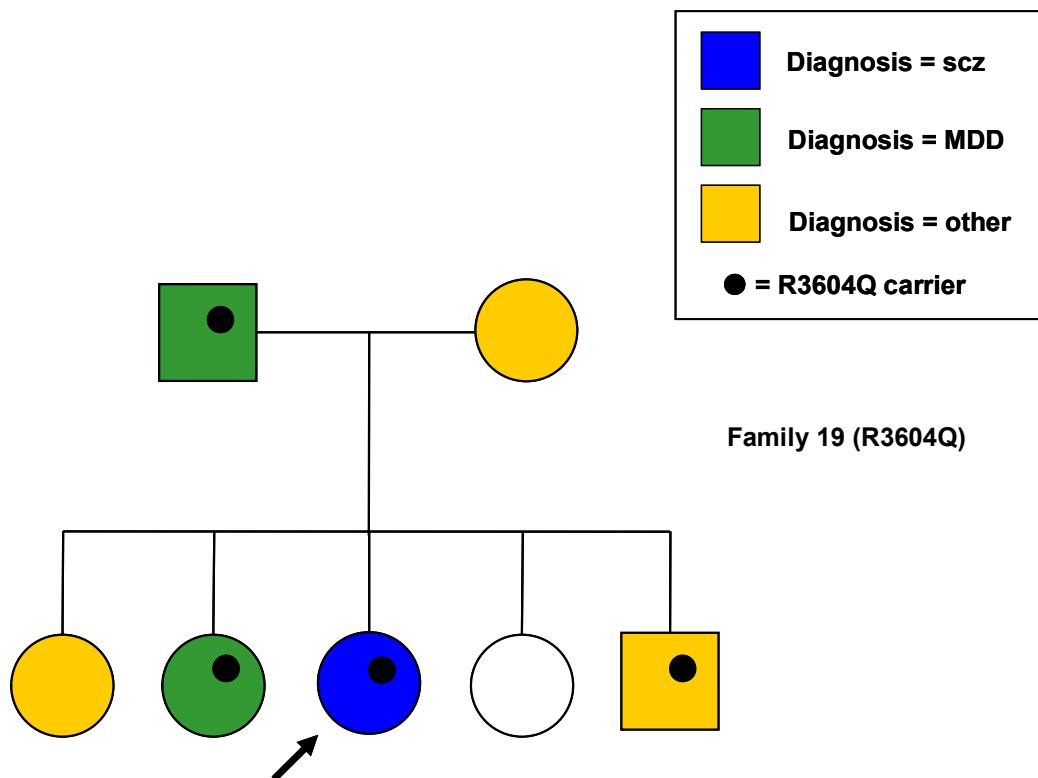 Diagnosis = scz
Diagnosis = MDD
Diagnosis = other
= R3604Q carrier
Family 19 (R3604Q)